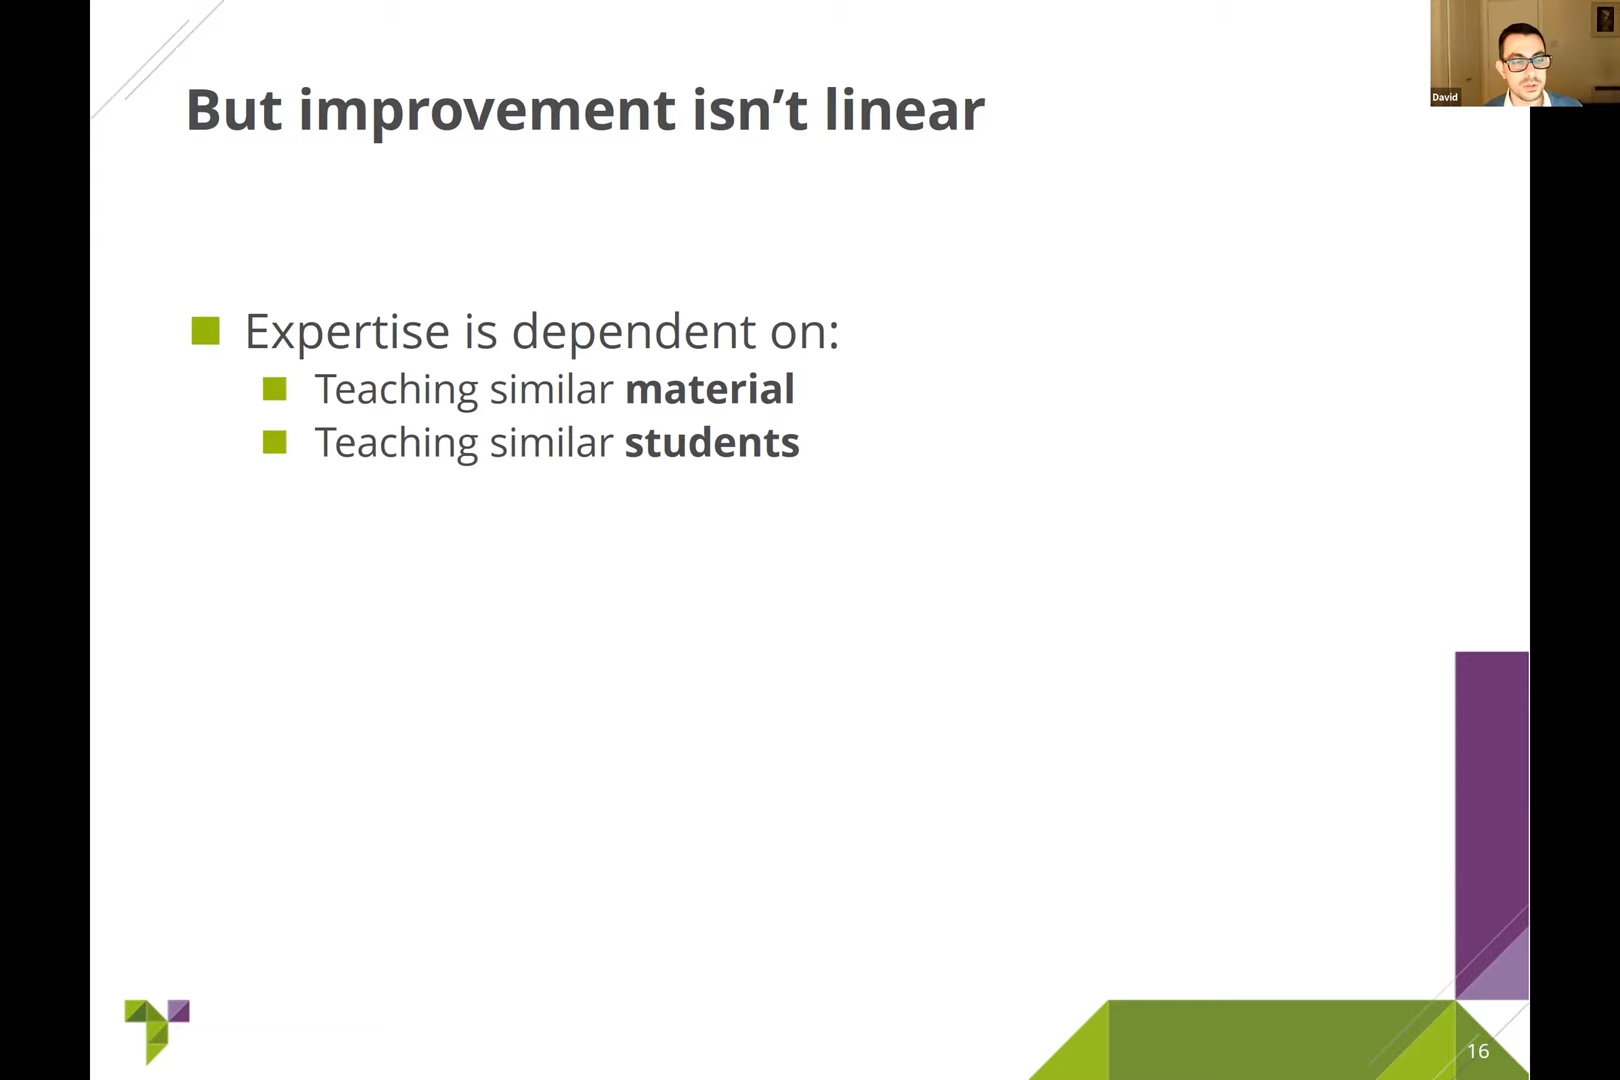 David
But improvement isn’t linear
Expertise is dependent on:
Teaching similar material
Teaching similar students
16